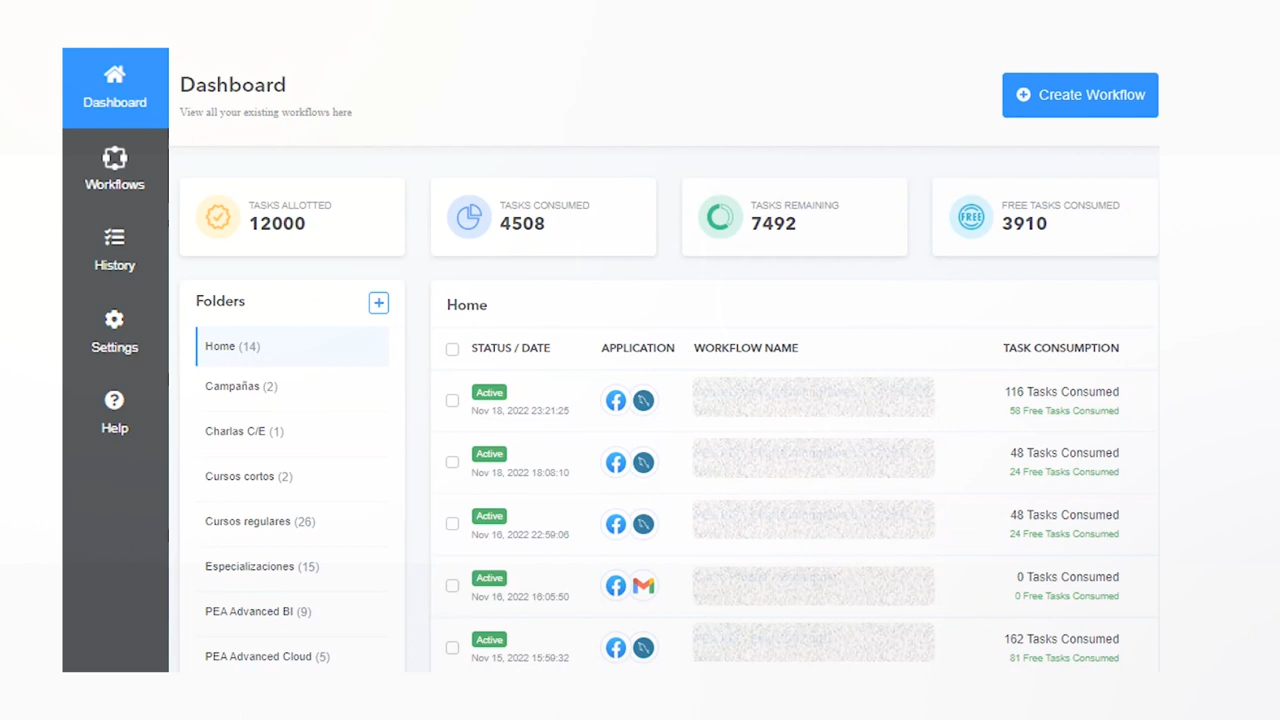 Dashboard
Workflows
History
Settings
Help
Dashboard
View all your existing workflows here
Create Workflow
TASKS ALLOTTED
12000
TASKS CONSUMED
4508
TASKS REMAINING
7492
FREE
FREE TASKS CONSUMED
3910
Folders
Home (14)
Campañas (2)
Charlas C/E (1)
Cursos cortos (2)
Cursos regulares (26)
Especializaciones (15)
PEA Advanced BI (9)
PEA Advanced Cloud (5)
Home
STATUS / DATE APPLICATION WORKFLOW NAME TASK CONSUMPTION
Active 116 Tasks Consumed
Nov 18, 2022 23:21:25 58 Free Tasks Consumed
Active 48 Tasks Consumed
Nov 18, 2022 18:08:10 24 Free Tasks Consumed
Active 48 Tasks Consumed
Nov 16, 2022 22:59:06 24 Free Tasks Consumed
Active 0 Tasks Consumed
Nov 16, 2022 16:05:50 0 Free Tasks Consumed
Active 162 Tasks Consumed
Nov 15, 2022 15:59:32 81 Free Tasks Consumed